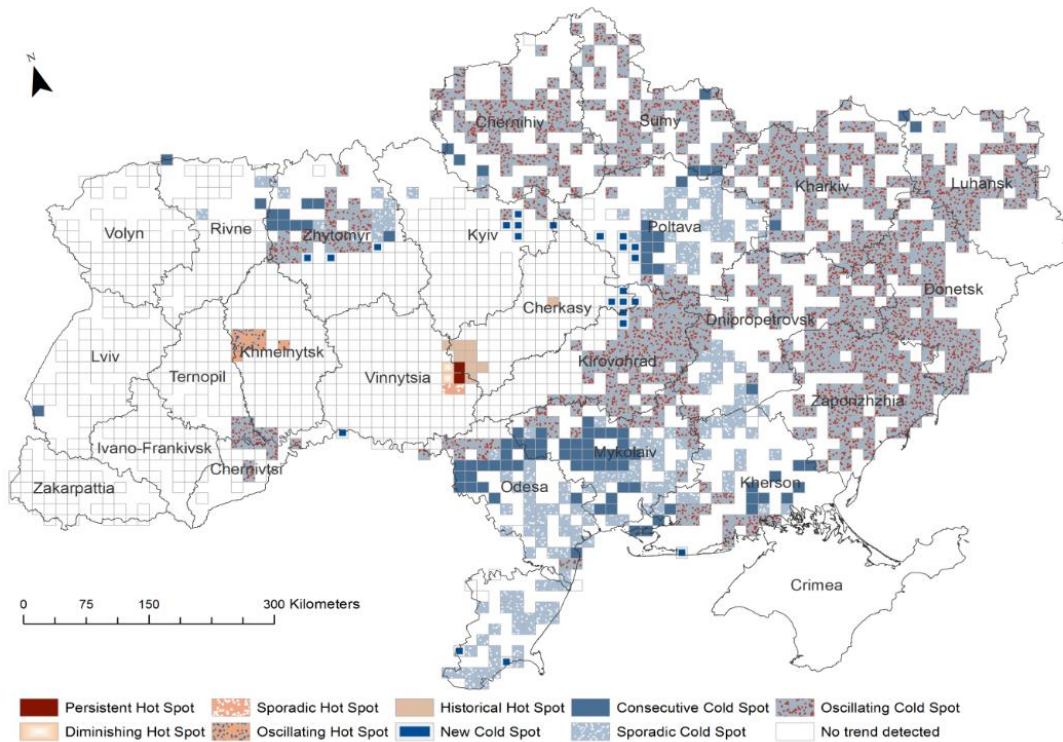 N
Chernihiv
Sumy
Kharkiv
Luhansk
Volyn
Rivne
Zhytomyr
Kyiv
Poltava
Cherkasy
Donetsk
Dnipropetrovsk
Lviv
Ternopil
Khmelnytsk
Vinnytsia
Kirovohrad
Zaporizhzhia
Ivano-Frankivsk
Chernivtsi
Zakarpattia
Mykolaiv
Odesa
Kherson
Crimea
0 75 150 300 Kilometers
Persistent Hot Spot Sporadic Hot Spot Historical Hot Spot Consecutive Cold Spot Oscillating Cold Spot
Diminishing Hot Spot Oscillating Hot Spot New Cold Spot Sporadic Cold Spot No trend detected